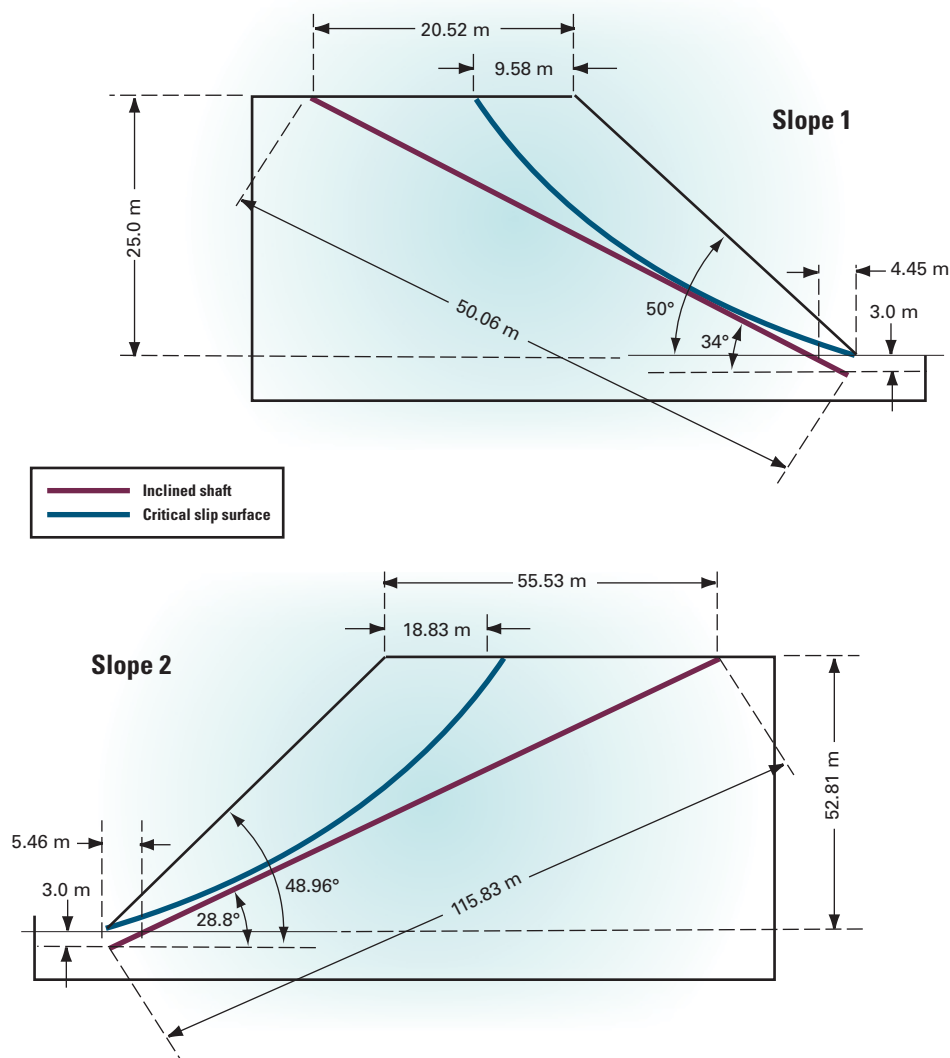 20.52 m
9.58 m
Slope 1
25.0 m
4.45 m
50°
50.06 m
3.0 m
34°
Inclined shaft
Critical slip surface
55.53 m
18.83 m
Slope 2
52.81 m
5.46 m
48.96°
3.0 m
115.83 m
28.8°